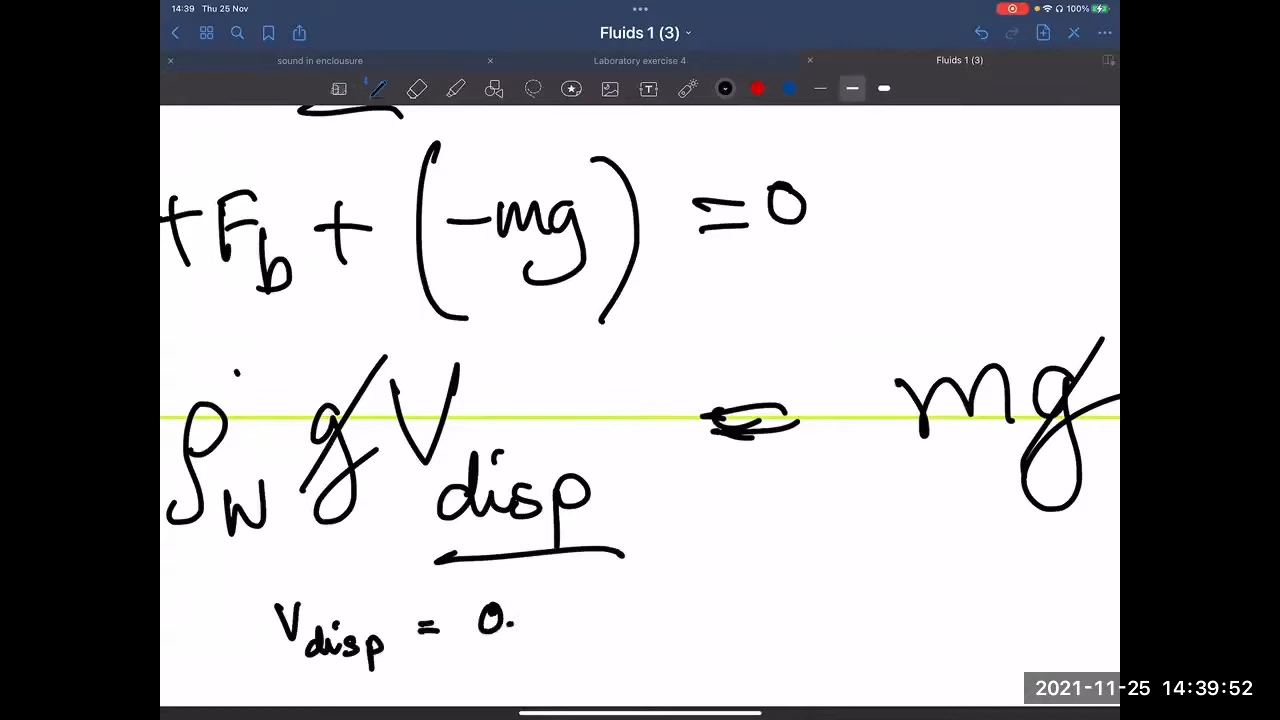 14:39 Thu 25 Nov
100%
Fluids 1 (3)
sound in enclousure
Laboratory exercise 4
Fluids 1 (3)
+F_b + (-mg) = 0
ρ_w g V_disp = mg
V_disp = 0.
2021-11-25 14:39:52